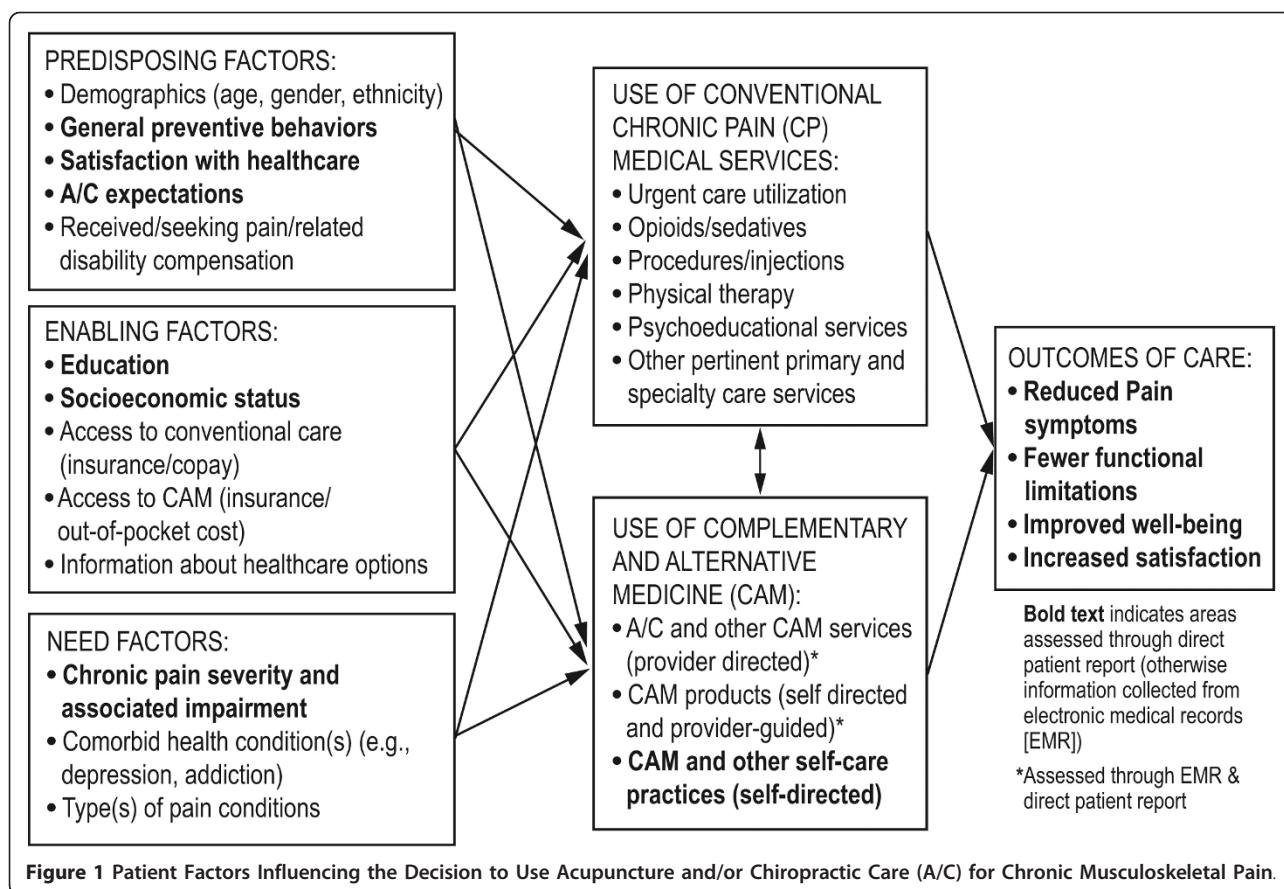 PREDISPOSING FACTORS:
• Demographics (age, gender, ethnicity)
• General preventive behaviors
• Satisfaction with healthcare
• A/C expectations
• Received/seeking pain/related
disability compensation
ENABLING FACTORS:
• Education
• Socioeconomic status
• Access to conventional care
(insurance/copay)
• Access to CAM (insurance/
out-of-pocket cost)
• Information about healthcare options
NEED FACTORS:
• Chronic pain severity and
associated impairment
• Comorbid health condition(s) (e.g.,
depression, addiction)
• Type(s) of pain conditions
USE OF CONVENTIONAL
CHRONIC PAIN (CP)
MEDICAL SERVICES:
• Urgent care utilization
• Opioids/sedatives
• Procedures/injections
• Physical therapy
• Psychoeducational services
• Other pertinent primary and
specialty care services
USE OF COMPLEMENTARY
AND ALTERNATIVE
MEDICINE (CAM):
• A/C and other CAM services
(provider directed)*
• CAM products (self directed
and provider-guided)*
• CAM and other self-care
practices (self-directed)
OUTCOMES OF CARE:
• Reduced Pain
symptoms
• Fewer functional
limitations
• Improved well-being
• Increased satisfaction
Bold text indicates areas
assessed through direct
patient report (otherwise
information collected from
electronic medical records
[EMR])
*Assessed through EMR &
direct patient report
Figure 1 Patient Factors Influencing the Decision to Use Acupuncture and/or Chiropractic Care (A/C) for Chronic Musculoskeletal Pain.